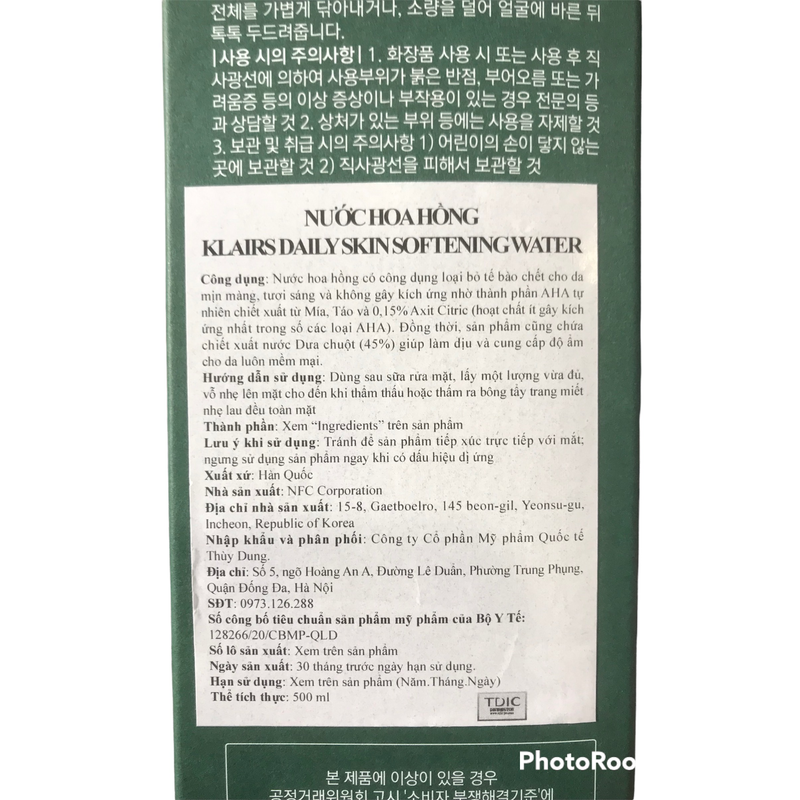 전체를 가볍게 닦아내거나, 소량을 덜어 얼굴에 바른 뒤
톡톡 두드려줍니다.
|사용 시의 주의사항| 1. 화장품 사용 시 또는 사용 후 직
사광선에 의하여 사용부위가 붉은 반점, 부어오름 또는 가
려움증 등의 이상 증상이나 부작용이 있는 경우 전문의 등
과 상담할 것 2. 상처가 있는 부위 등에는 사용을 자제할 것
3. 보관 및 취급 시의 주의사항 1) 어린이의 손이 닿지 않는
곳에 보관할 것 2) 직사광선을 피해서 보관할 것
NƯỚC HOA HỒNG
KLAIRS DAILY SKIN SOFTENING WATER
Công dụng: Nước hoa hồng có công dụng loại bỏ tế bào chết cho da
mịn màng, tươi sáng và không gây kích ứng nhờ thành phần AHA tự
nhiên chiết xuất từ Mía, Táo và 0,15% Axit Citric (hoạt chất ít gây kích
ứng nhất trong số các loại AHA). Đồng thời, sản phẩm cũng chứa
chiết xuất nước Dưa chuột (45%) giúp làm dịu và cung cấp độ ẩm
cho da luôn mềm mại.
Hướng dẫn sử dụng: Dùng sau sữa rửa mặt, lấy một lượng vừa đủ,
vỗ nhẹ lên mặt cho đến khi thẩm thấu hoặc thấm ra bông tẩy trang miết
nhẹ lau đều toàn mặt
Thành phần: Xem “Ingredients” trên sản phẩm
Lưu ý khi sử dụng: Tránh để sản phẩm tiếp xúc trực tiếp với mắt;
ngưng sử dụng sản phẩm ngay khi có dấu hiệu dị ứng
Xuất xứ: Hàn Quốc
Nhà sản xuất: NFC Corporation
Địa chỉ nhà sản xuất: 15-8, Gaetboelro, 145 beon-gil, Yeonsu-gu,
Incheon, Republic of Korea
Nhập khẩu và phân phối: Công ty Cổ phần Mỹ phẩm Quốc tế
Thùy Dung.
Địa chỉ: Số 5, ngõ Hoàng An A, Đường Lê Duẩn, Phường Trung Phụng,
Quận Đống Đa, Hà Nội
SĐT: 0973.126.288
Số công bố tiêu chuẩn sản phẩm mỹ phẩm của Bộ Y Tế:
128266/20/CBMP-QLD
Số lô sản xuất: Xem trên sản phẩm
Ngày sản xuất: 30 tháng trước ngày hạn sử dụng.
Hạn sử dụng: Xem trên sản phẩm (Năm.Tháng.Ngày)
Thể tích thực: 500 ml
TDIC
PhotoRoo
본 제품에 이상이 있을 경우
공정거래위원회 고시 '소비자 분쟁해결기준'에